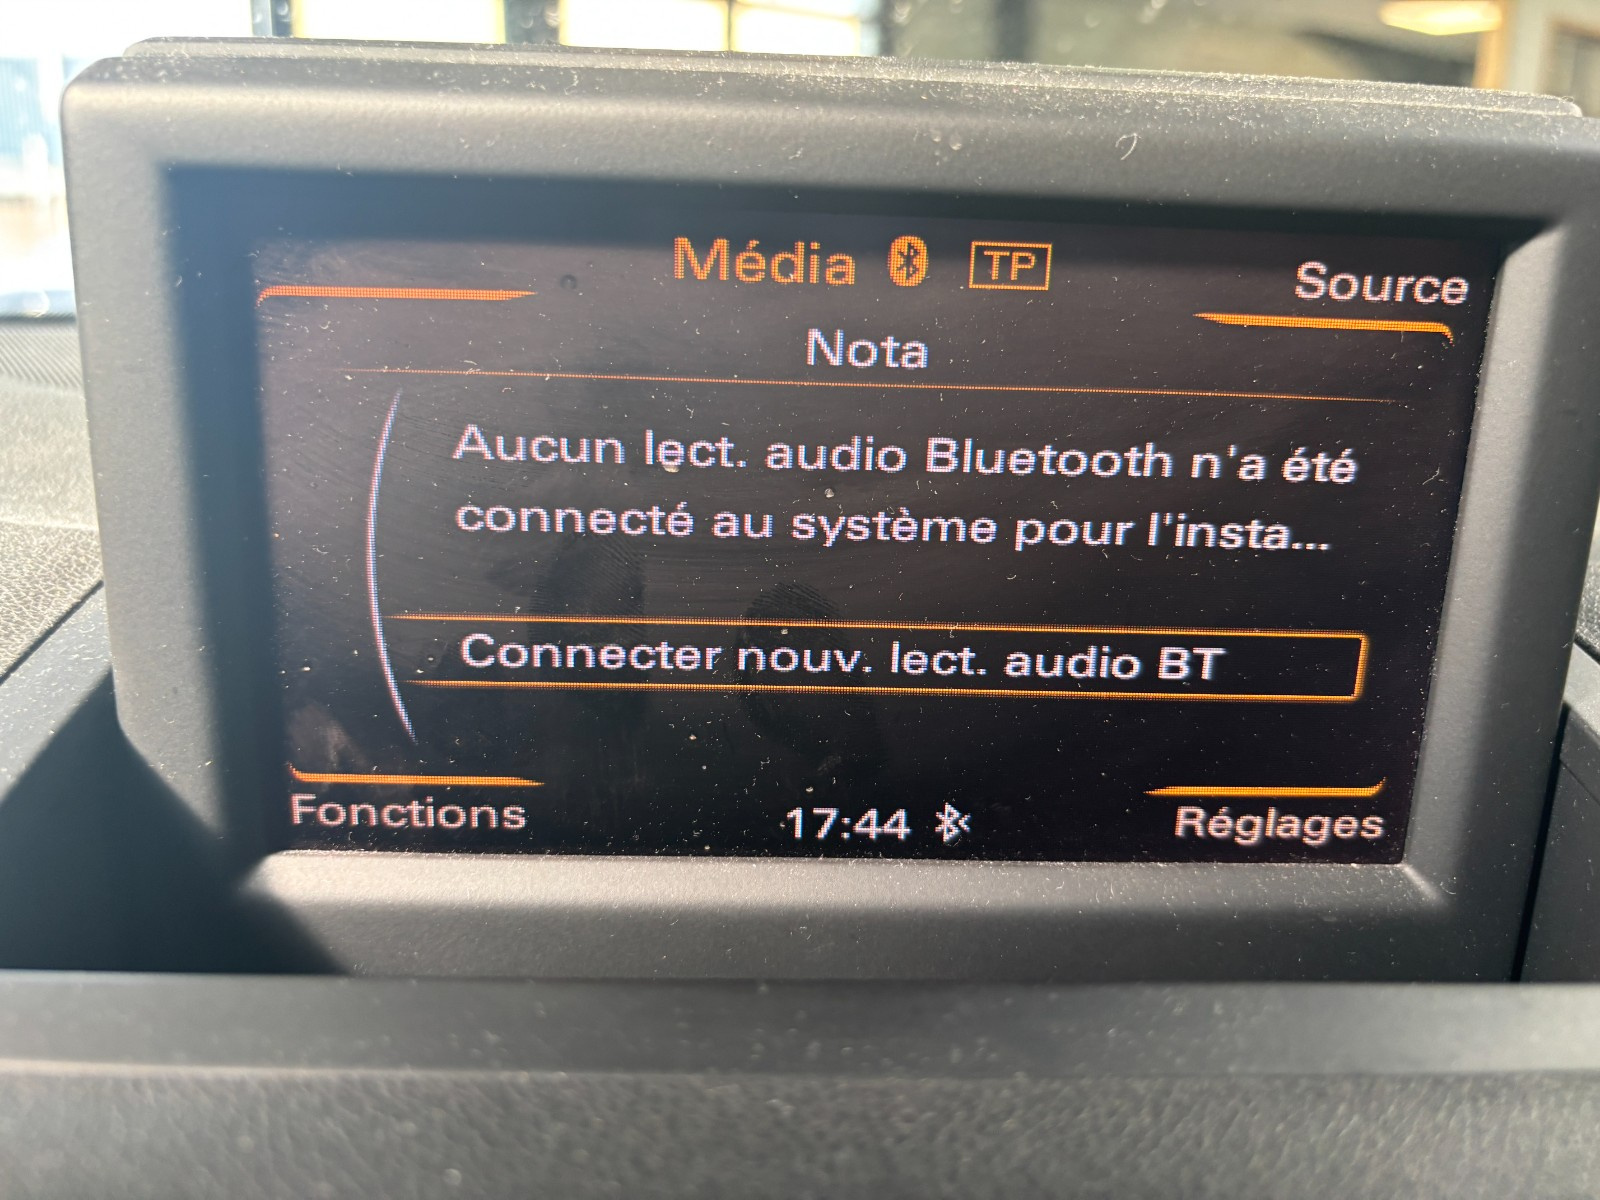 Média TP
Source
Nota
Aucun lect. audio Bluetooth n'a été
connecté au système pour l'insta...
Connecter nouv. lect. audio BT
Fonctions
17:44
Réglages